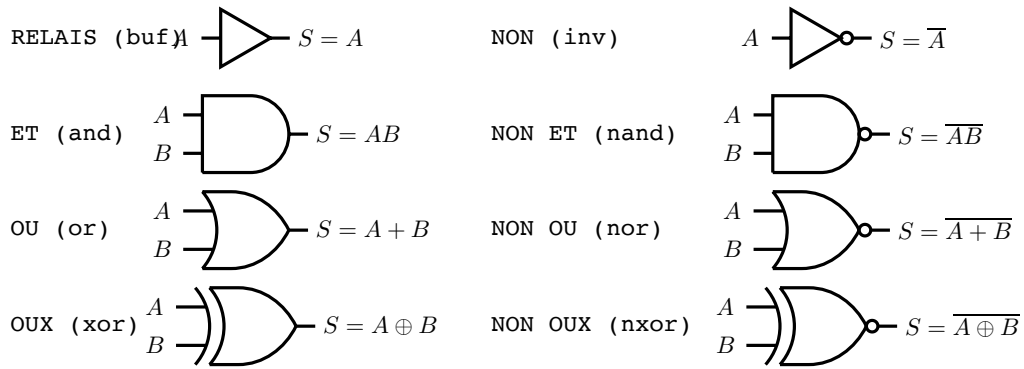 RELAIS (buf) A S = A NON (inv) A S = A̅
ET (and) A B S = AB NON ET (nand) A B S = A̅B̅
OU (or) A B S = A + B NON OU (nor) A B S = A̅ ̅+̅ ̅B̅
OUX (xor) A B S = A ⊕ B NON OUX (nxor) A B S = A̅ ̅⊕̅ ̅B̅